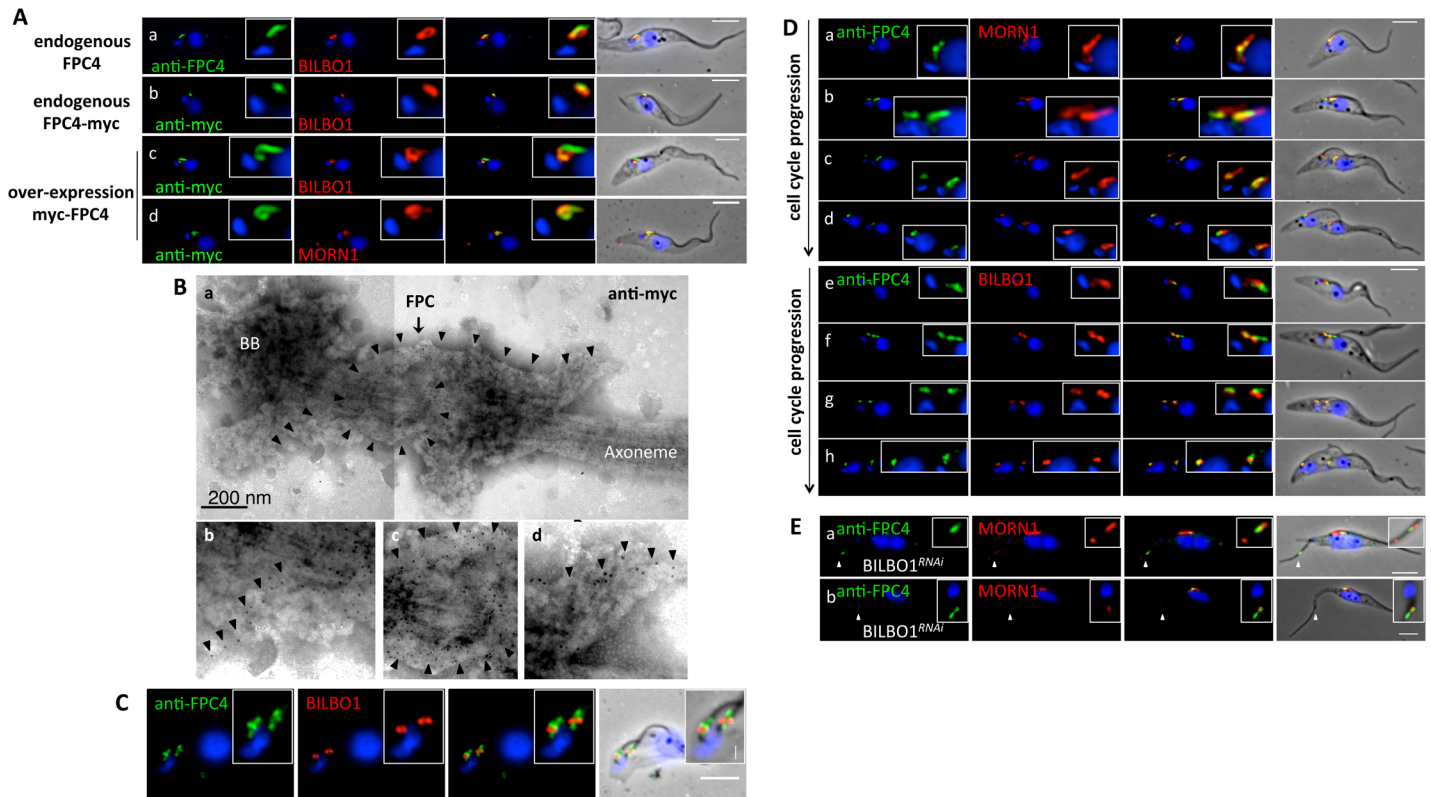 A
endogenous
FPC4
a
anti-FPC4
BILBO1
endogenous
FPC4-myc
b
anti-myc
BILBO1
over-expression
myc-FPC4
c
anti-myc
BILBO1
d
anti-myc
MORN1
B
a
BB
FPC
anti-myc
Axoneme
200 nm
b
c
d
C
anti-FPC4
BILBO1
D
cell cycle progression
a
anti-FPC4
MORN1
b
c
d
cell cycle progression
e
anti-FPC4
BILBO1
f
g
h
E
a
anti-FPC4
MORN1
BILBO1RNAi
b
anti-FPC4
MORN1
BILBO1RNAi